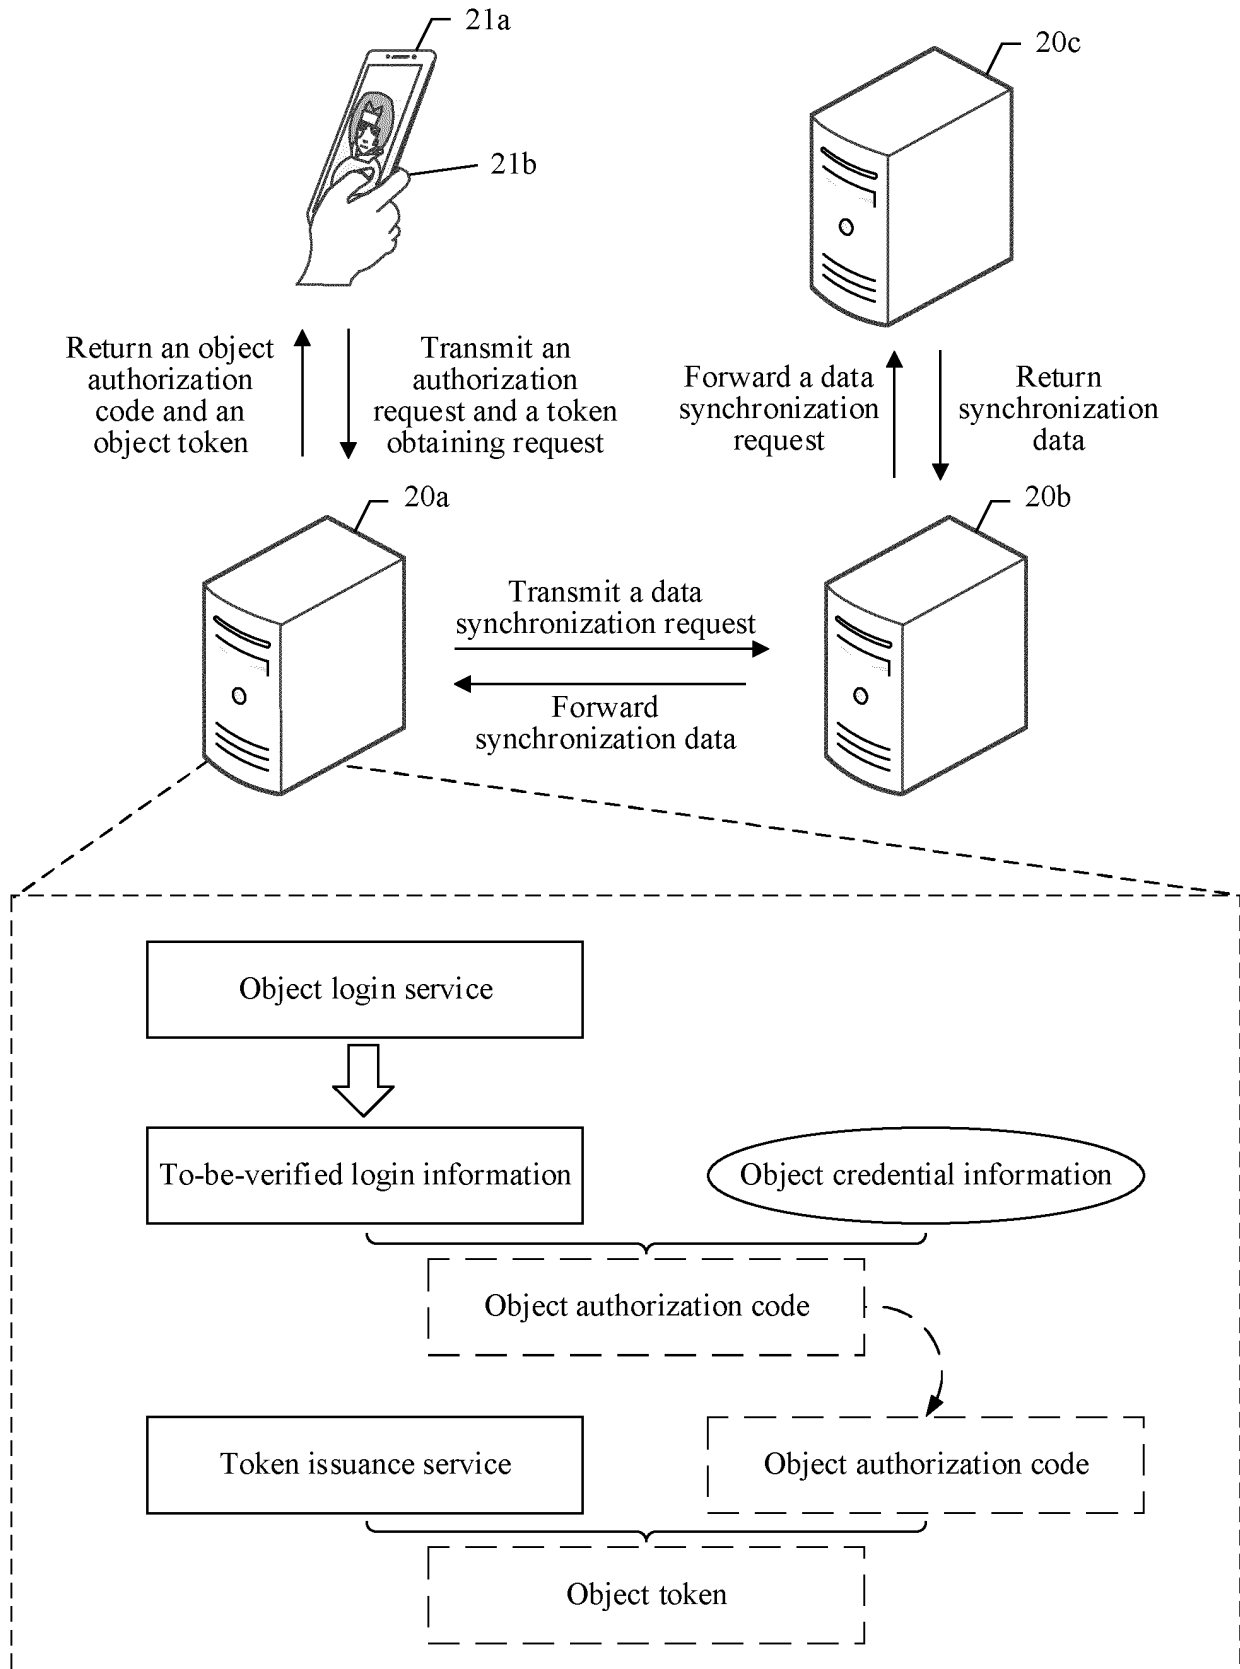 21a
20c
21b
Return an object
authorization
code and an
object token
Transmit an
authorization
request and a token
obtaining request
Forward a data
synchronization
request
Return
synchronization
data
20a
20b
Transmit a data
synchronization request
Forward
synchronization data
Object login service
To-be-verified login information
Object credential information
Object authorization code
Token issuance service
Object authorization code
Object token